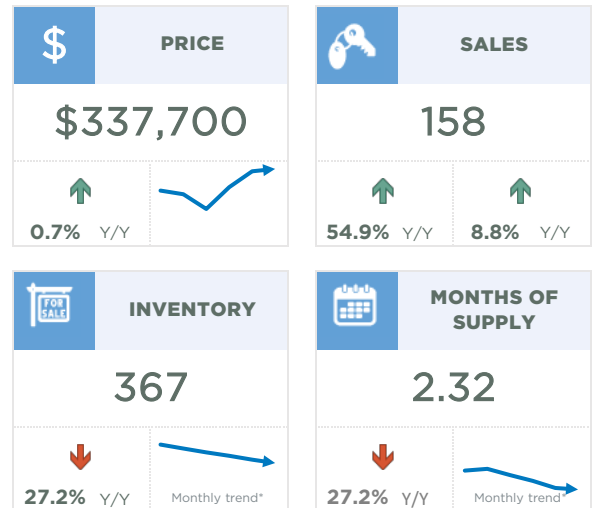 $
PRICE
$337,700
0.7% Y/Y
SALES
158
54.9% Y/Y
8.8% Y/Y
FOR
SALE
INVENTORY
367
27.2% Y/Y
Monthly trend*
MONTHS OF
SUPPLY
2.32
27.2% Y/Y
Monthly trend*